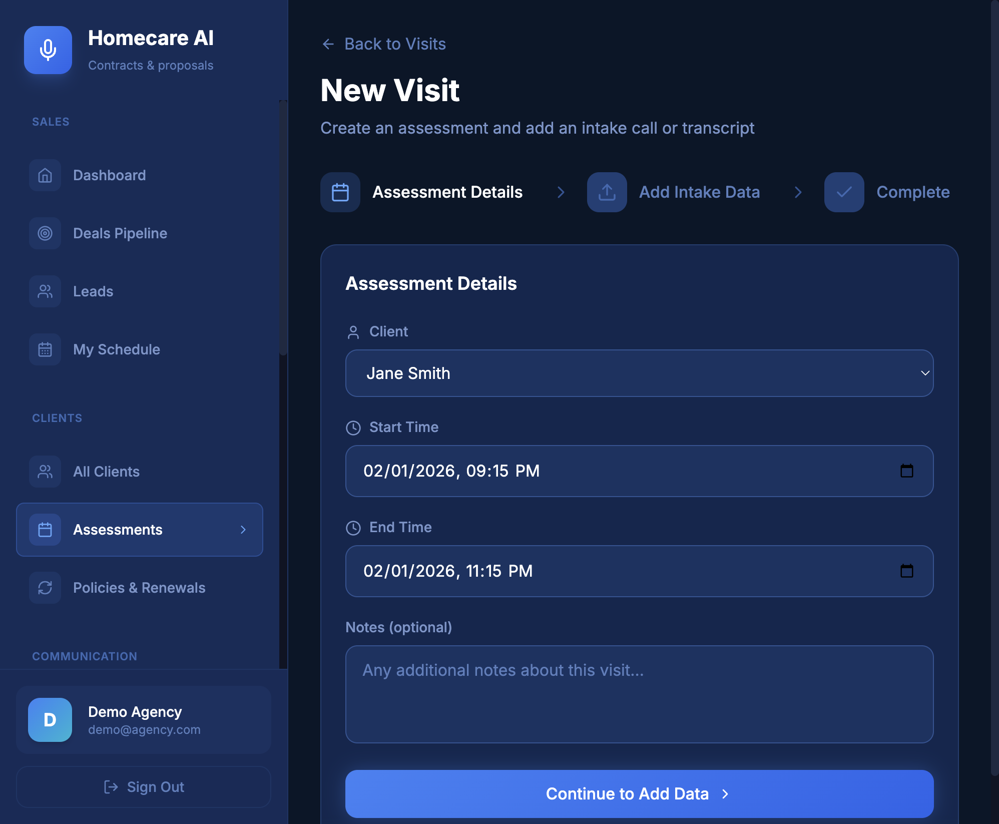 Homecare AI
Contracts & proposals
SALES
Dashboard
Deals Pipeline
Leads
My Schedule
CLIENTS
All Clients
Assessments
Policies & Renewals
COMMUNICATION
D
Demo Agency
demo@agency.com
Sign Out
Back to Visits
New Visit
Create an assessment and add an intake call or transcript
Assessment Details
Add Intake Data
Complete
Assessment Details
Client
Jane Smith
Start Time
02/01/2026, 09:15 PM
End Time
02/01/2026, 11:15 PM
Notes (optional)
Any additional notes about this visit...
Continue to Add Data